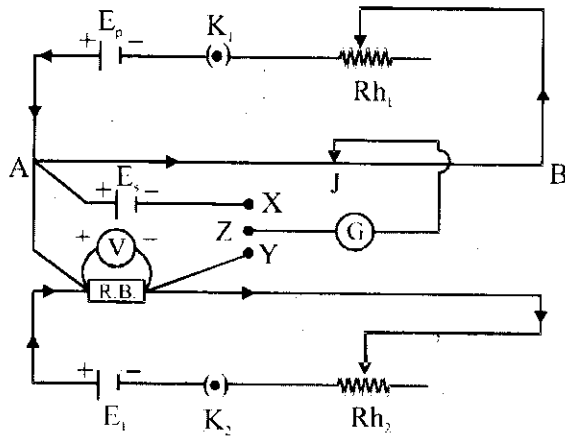 E_p K_1
+ −
Rh_1
A B
J
E_s
+ −
X
Z G
Y
+ V −
R.B.
+ −
E_1 K_2 Rh_2